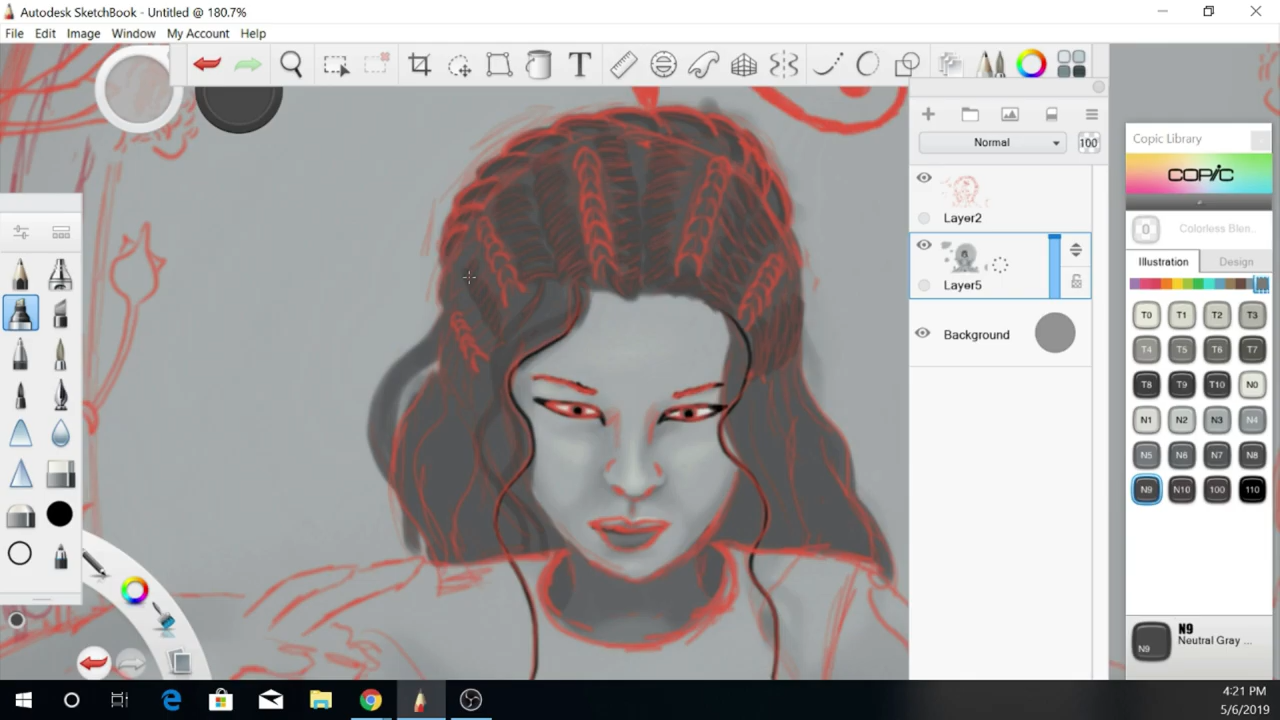 Autodesk SketchBook - Untitled @ 180.7%
File Edit Image Window My Account Help
T
Normal 100
Layer2
Layer5
Background
Copic Library
COPIC
0 Colorless Blen...
Illustration Design
T0 T1 T2 T3
T4 T5 T6 T7
T8 T9 T10 N0
N1 N2 N3 N4
N5 N6 N7 N8
N9 N10 100 110
N9
Neutral Gray ...
N9
4:21 PM
5/6/2019